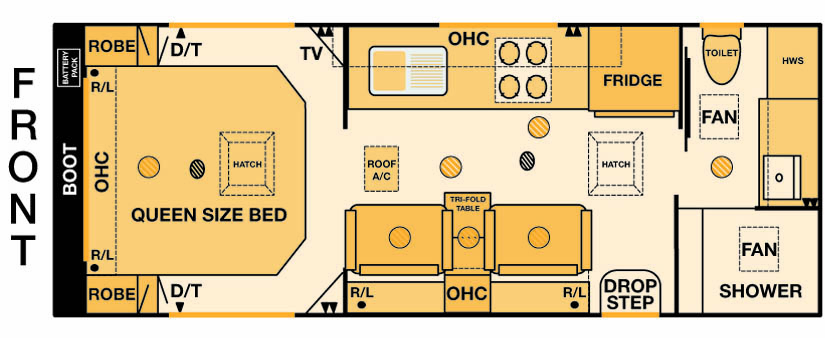 FRONT
BATTERY
PACK
BOOT
ROBE
D/T
R/L
OHC
HATCH
QUEEN SIZE BED
R/L
ROBE
D/T
TV
OHC
FRIDGE
ROOF
A/C
HATCH
TRI-FOLD
TABLE
R/L
OHC
R/L
DROP
STEP
TOILET
HWS
FAN
FAN
SHOWER